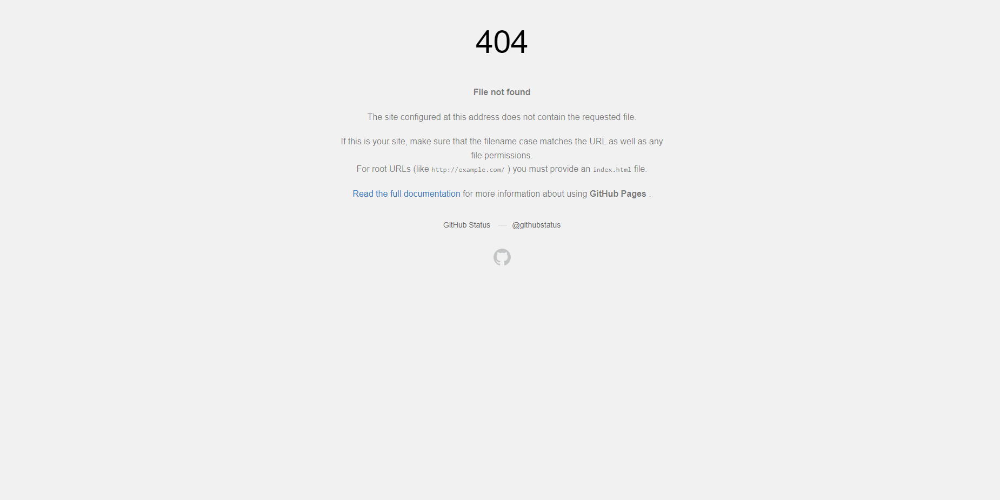 404
File not found
The site configured at this address does not contain the requested file.
If this is your site, make sure that the filename case matches the URL as well as any
file permissions.
For root URLs (like http://example.com/ ) you must provide an index.html file.
Read the full documentation for more information about using GitHub Pages .
GitHub Status — @githubstatus